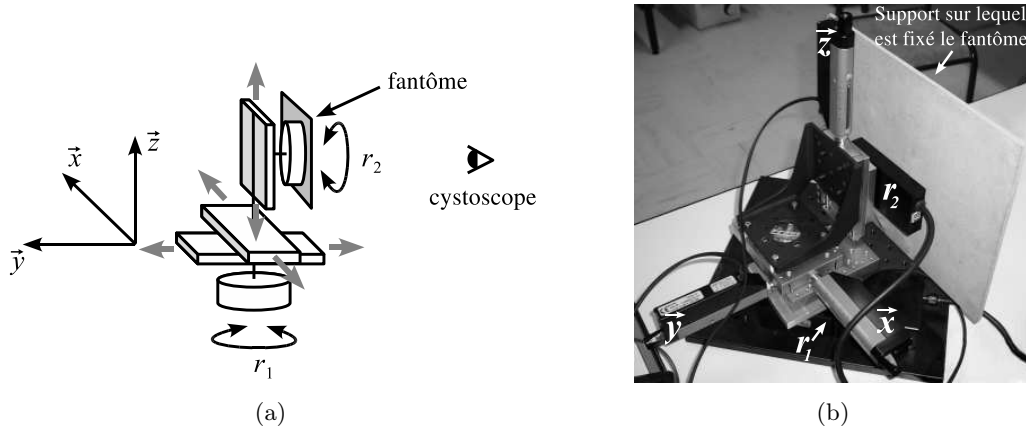 fantôme
r₂
cystoscope
z⃗
x⃗
y⃗
r₁
(a)
Support sur lequel
est fixé le fantôme
z⃗
r₂
y⃗
x⃗
r₁
(b)